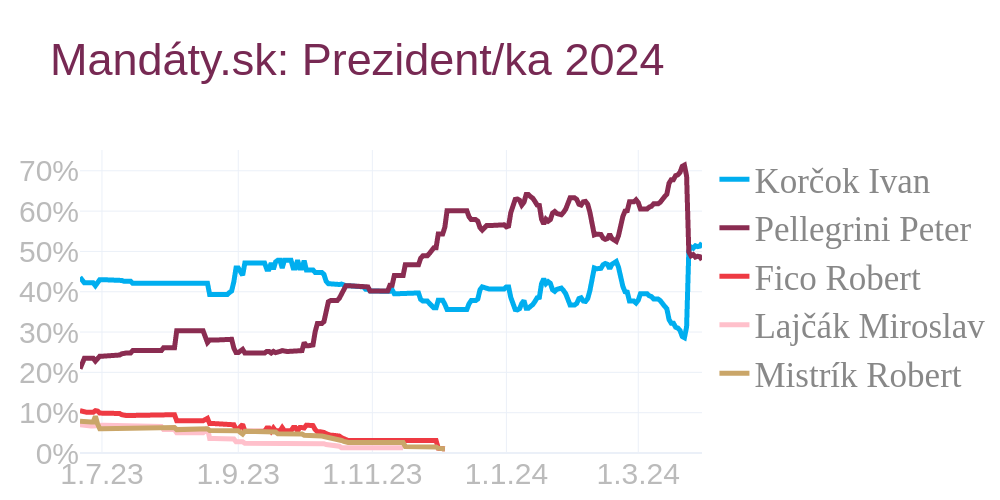 Mandáty.sk: Prezident/ka 2024
70%
60%
50%
40%
30%
20%
10%
0%
1.7.23 1.9.23 1.11.23 1.1.24 1.3.24
Korčok Ivan
Pellegrini Peter
Fico Robert
Lajčák Miroslav
Mistrík Robert